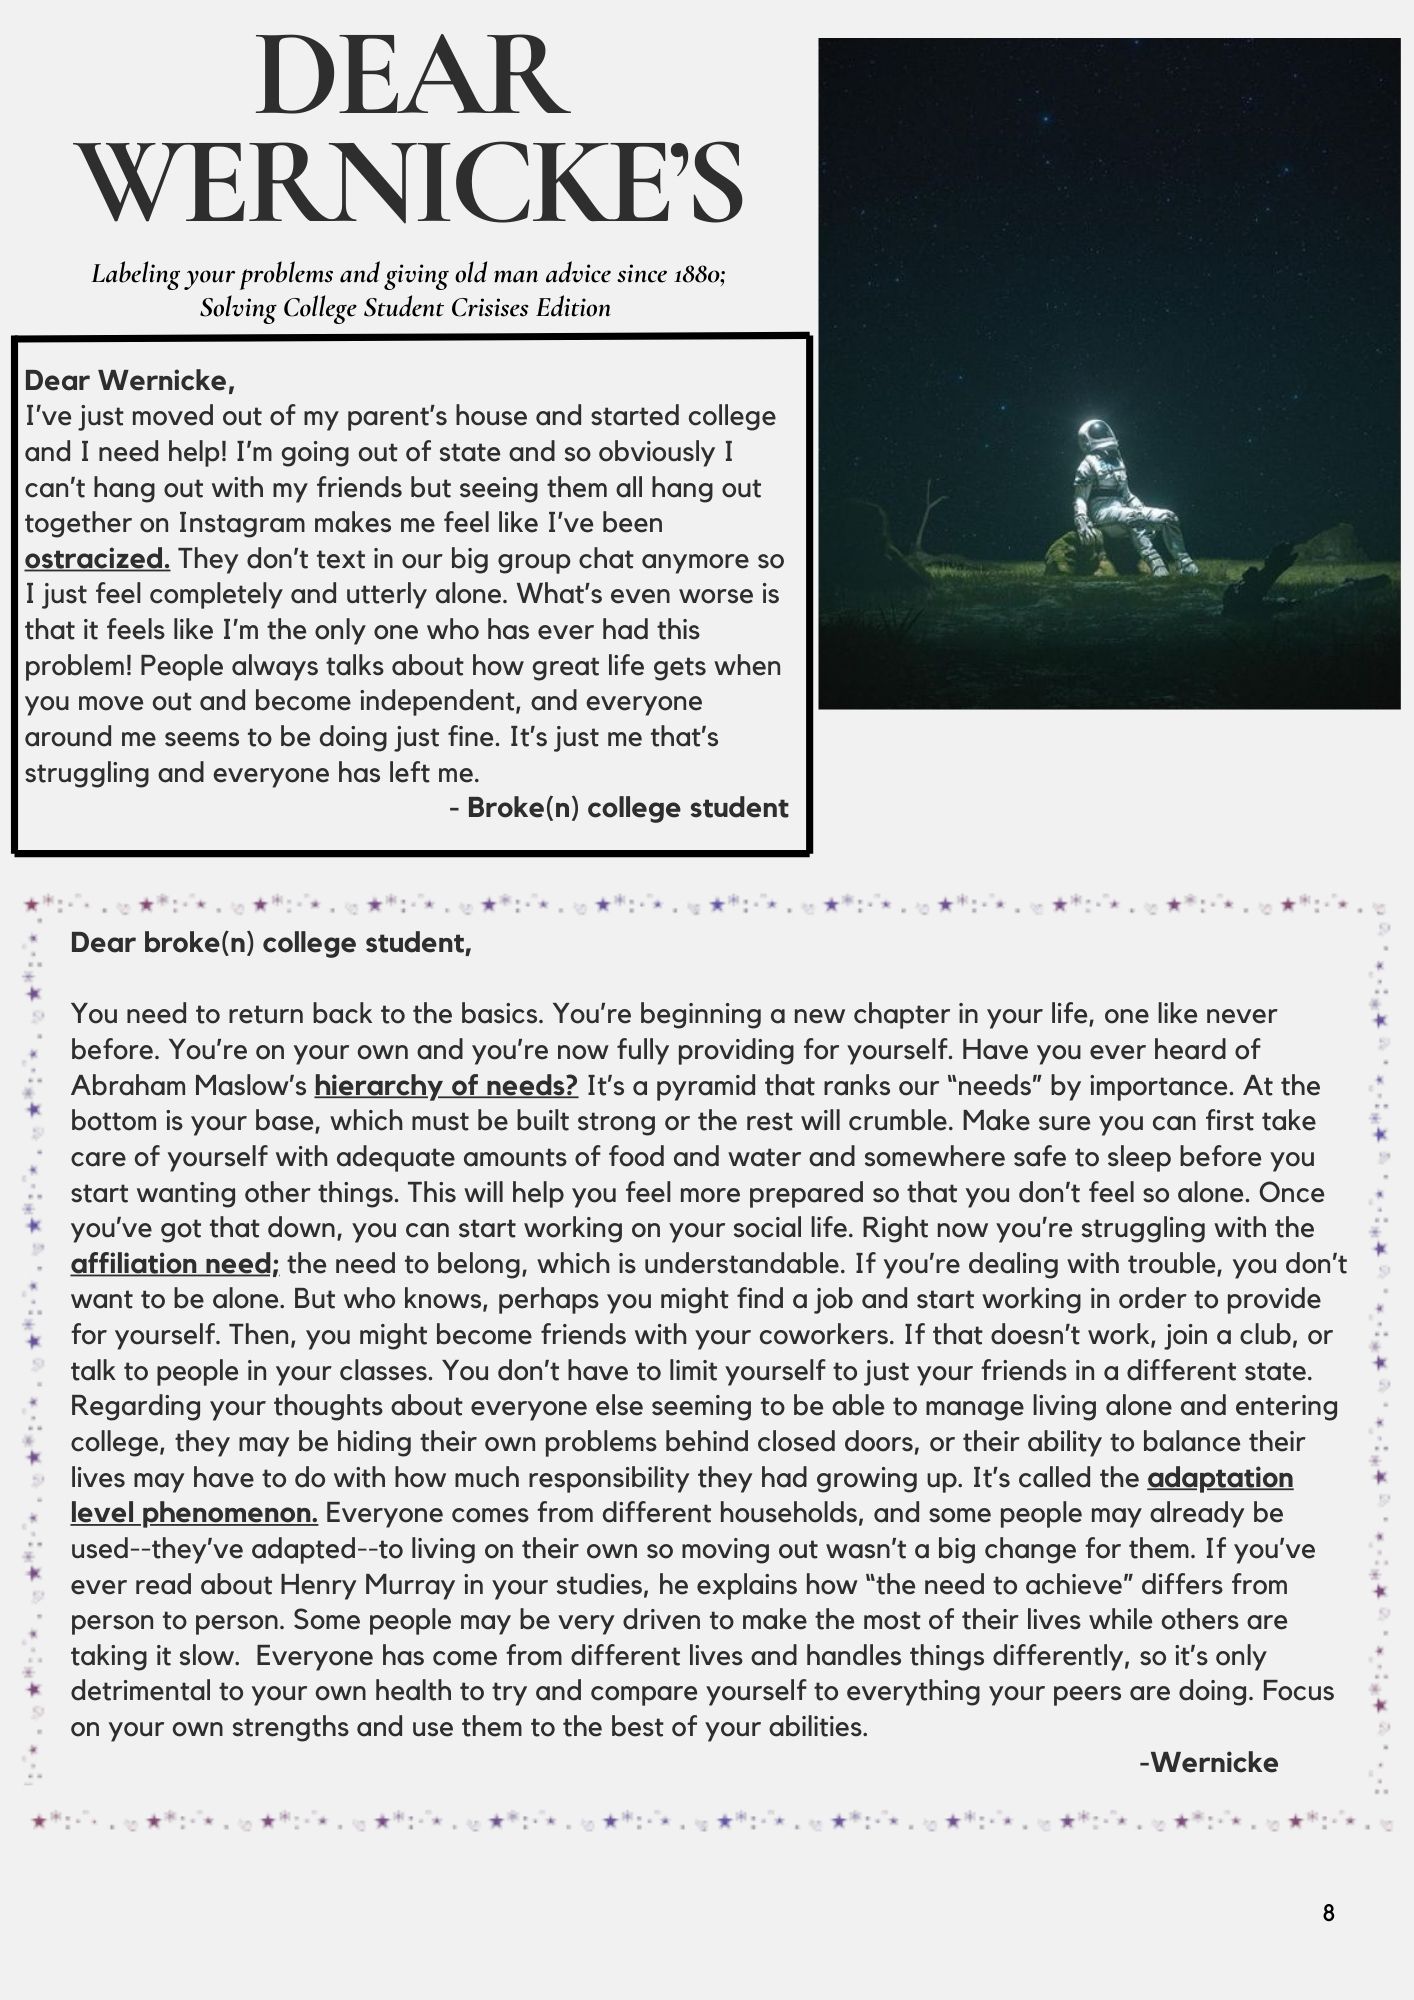 DEAR
WERNICKE’S
Labeling your problems and giving old man advice since 1880;
Solving College Student Crisises Edition
Dear Wernicke,
I’ve just moved out of my parent’s house and started college
and I need help! I’m going out of state and so obviously I
can’t hang out with my friends but seeing them all hang out
together on Instagram makes me feel like I’ve been
ostracized. They don’t text in our big group chat anymore so
I just feel completely and utterly alone. What’s even worse is
that it feels like I’m the only one who has ever had this
problem! People always talks about how great life gets when
you move out and become independent, and everyone
around me seems to be doing just fine. It’s just me that’s
struggling and everyone has left me.
- Broke(n) college student
Dear broke(n) college student,
You need to return back to the basics. You’re beginning a new chapter in your life, one like never
before. You’re on your own and you’re now fully providing for yourself. Have you ever heard of
Abraham Maslow’s hierarchy of needs? It’s a pyramid that ranks our “needs” by importance. At the
bottom is your base, which must be built strong or the rest will crumble. Make sure you can first take
care of yourself with adequate amounts of food and water and somewhere safe to sleep before you
start wanting other things. This will help you feel more prepared so that you don’t feel so alone. Once
you’ve got that down, you can start working on your social life. Right now you’re struggling with the
affiliation need; the need to belong, which is understandable. If you’re dealing with trouble, you don’t
want to be alone. But who knows, perhaps you might find a job and start working in order to provide
for yourself. Then, you might become friends with your coworkers. If that doesn’t work, join a club, or
talk to people in your classes. You don’t have to limit yourself to just your friends in a different state.
Regarding your thoughts about everyone else seeming to be able to manage living alone and entering
college, they may be hiding their own problems behind closed doors, or their ability to balance their
lives may have to do with how much responsibility they had growing up. It’s called the adaptation
level phenomenon. Everyone comes from different households, and some people may already be
used--they’ve adapted--to living on their own so moving out wasn’t a big change for them. If you’ve
ever read about Henry Murray in your studies, he explains how “the need to achieve” differs from
person to person. Some people may be very driven to make the most of their lives while others are
taking it slow.  Everyone has come from different lives and handles things differently, so it’s only
detrimental to your own health to try and compare yourself to everything your peers are doing. Focus
on your own strengths and use them to the best of your abilities.
-Wernicke
8